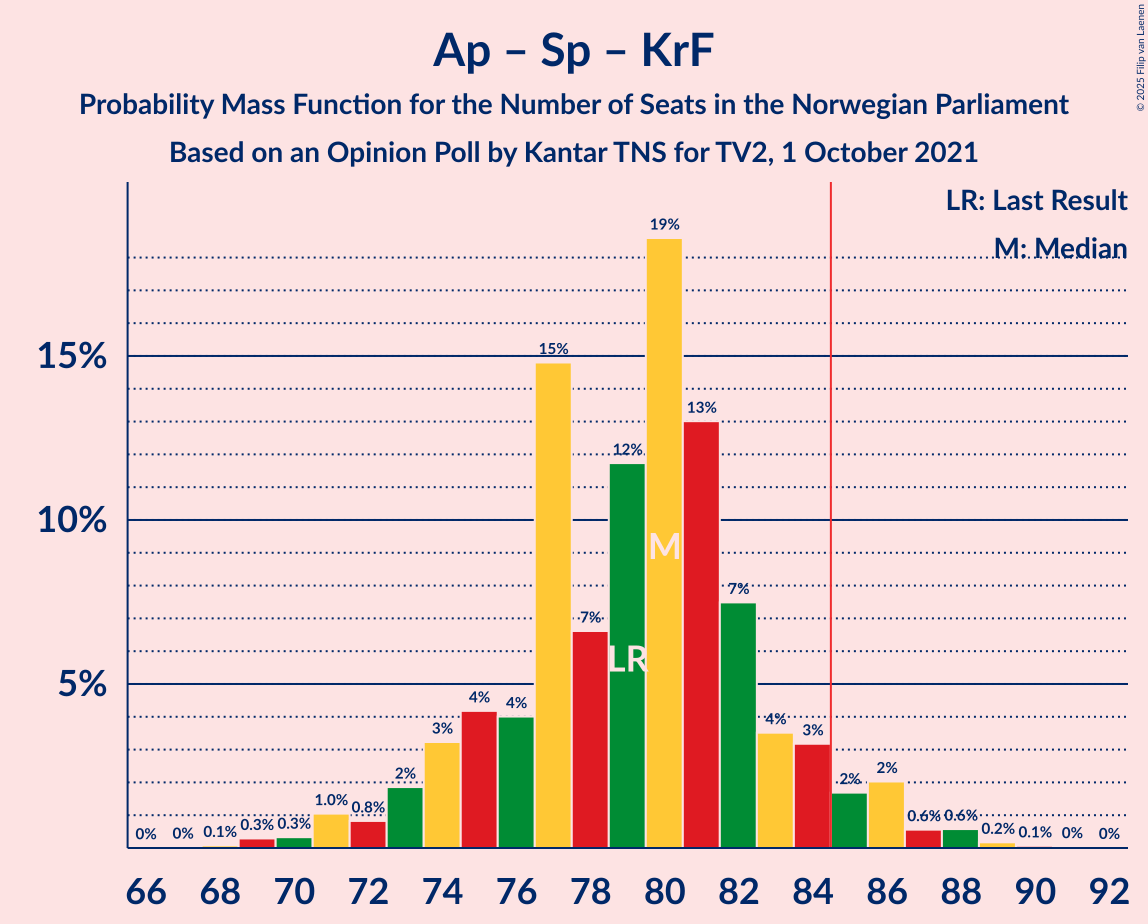 Ap – Sp – KrF
Probability Mass Function for the Number of Seats in the Norwegian Parliament
Based on an Opinion Poll by Kantar TNS for TV2, 1 October 2021
© 2025 Filip van Laenen
LR: Last Result
M: Median
15%
10%
5%
0% 0% 0.1% 0.3% 0.3% 1.0% 0.8% 2% 3% 4% 4% 15% 7% 12% 19% 13% 7% 4% 3% 2% 2% 0.6% 0.6% 0.2% 0.1% 0% 0%
LR
M
66 68 70 72 74 76 78 80 82 84 86 88 90 92